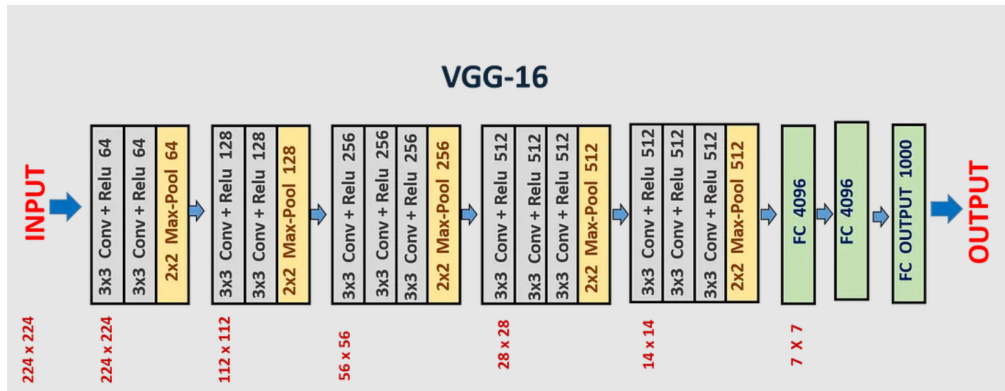 VGG-16
INPUT
3x3 Conv + Relu 64
3x3 Conv + Relu 64
2x2 Max-Pool 64
3x3 Conv + Relu 128
3x3 Conv + Relu 128
2x2 Max-Pool 128
3x3 Conv + Relu 256
3x3 Conv + Relu 256
3x3 Conv + Relu 256
2x2 Max-Pool 256
3x3 Conv + Relu 512
3x3 Conv + Relu 512
3x3 Conv + Relu 512
2x2 Max-Pool 512
3x3 Conv + Relu 512
3x3 Conv + Relu 512
3x3 Conv + Relu 512
2x2 Max-Pool 512
FC 4096
FC 4096
FC OUTPUT 1000
OUTPUT
224 x 224
224 x 224
112 x 112
56 x 56
28 x 28
14 x 14
7 X 7